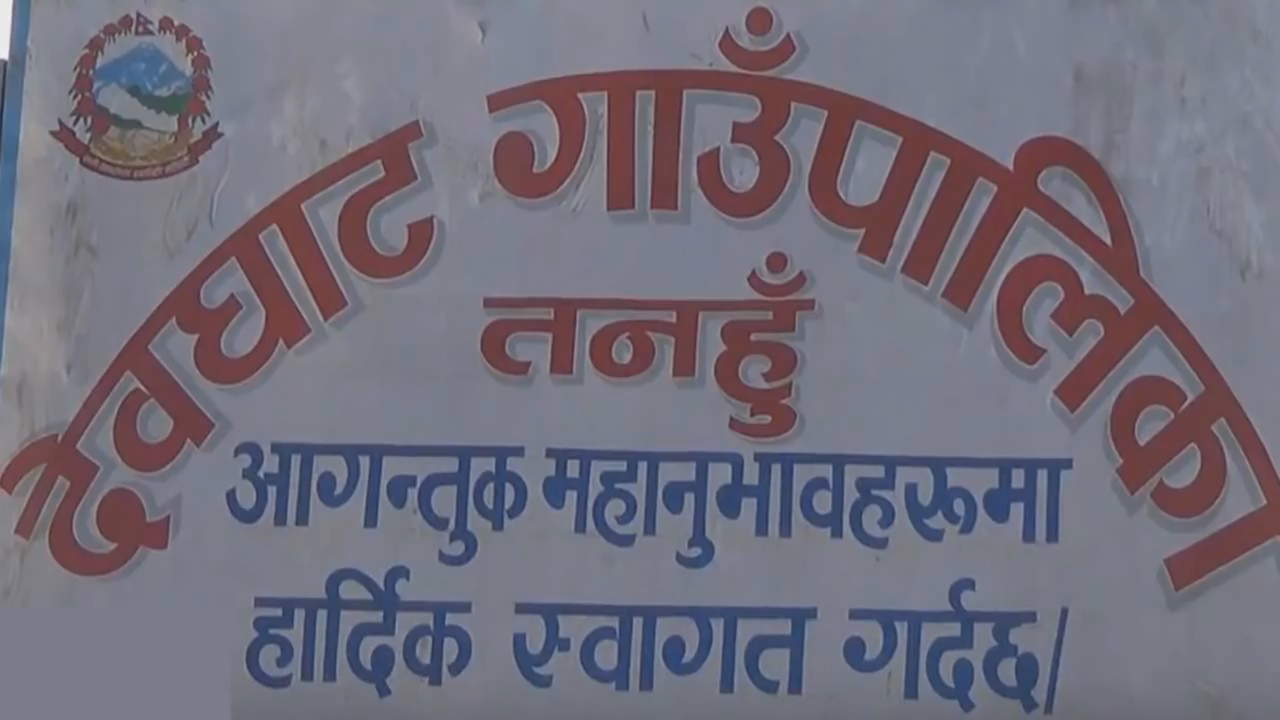 देवघाट गाउँपालिका
तनहुँ
आगन्तुक महानुभावहरूमा
हार्दिक स्वागत गर्दछ।